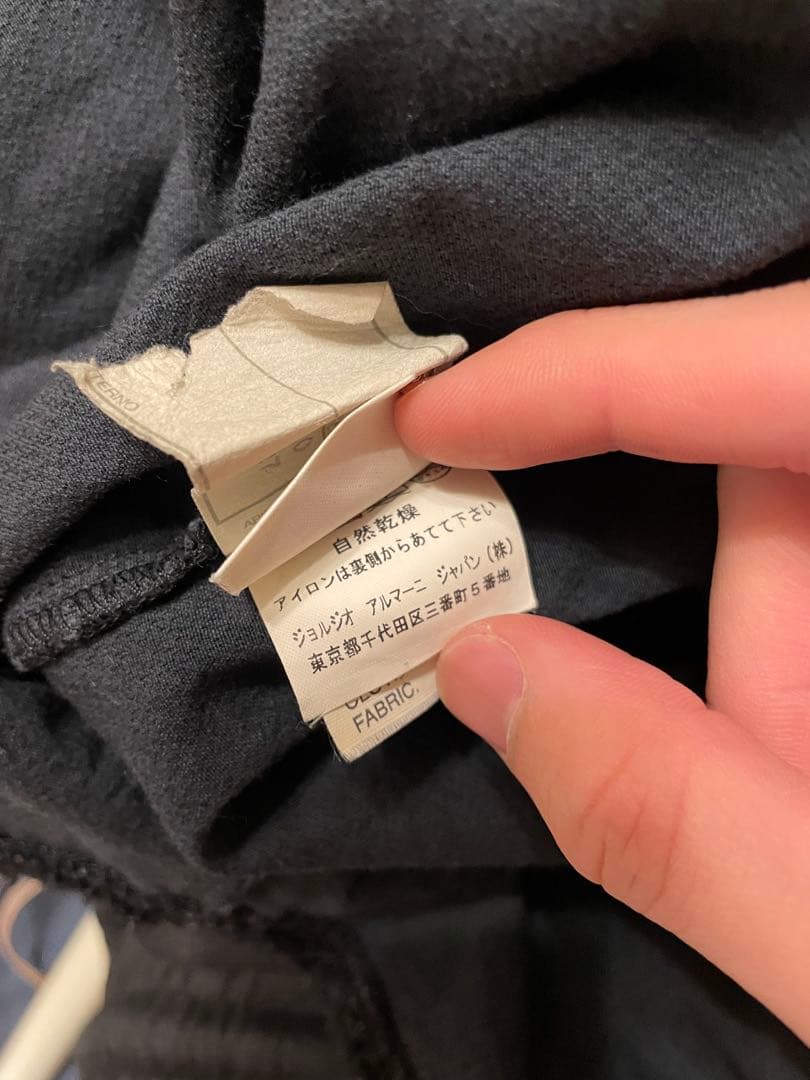 TERNO
自然乾燥
アイロンは裏側からあてて下さい
ジョルジオ アルマーニ ジャパン(株)
東京都千代田区三番町5番地
FABRIC.